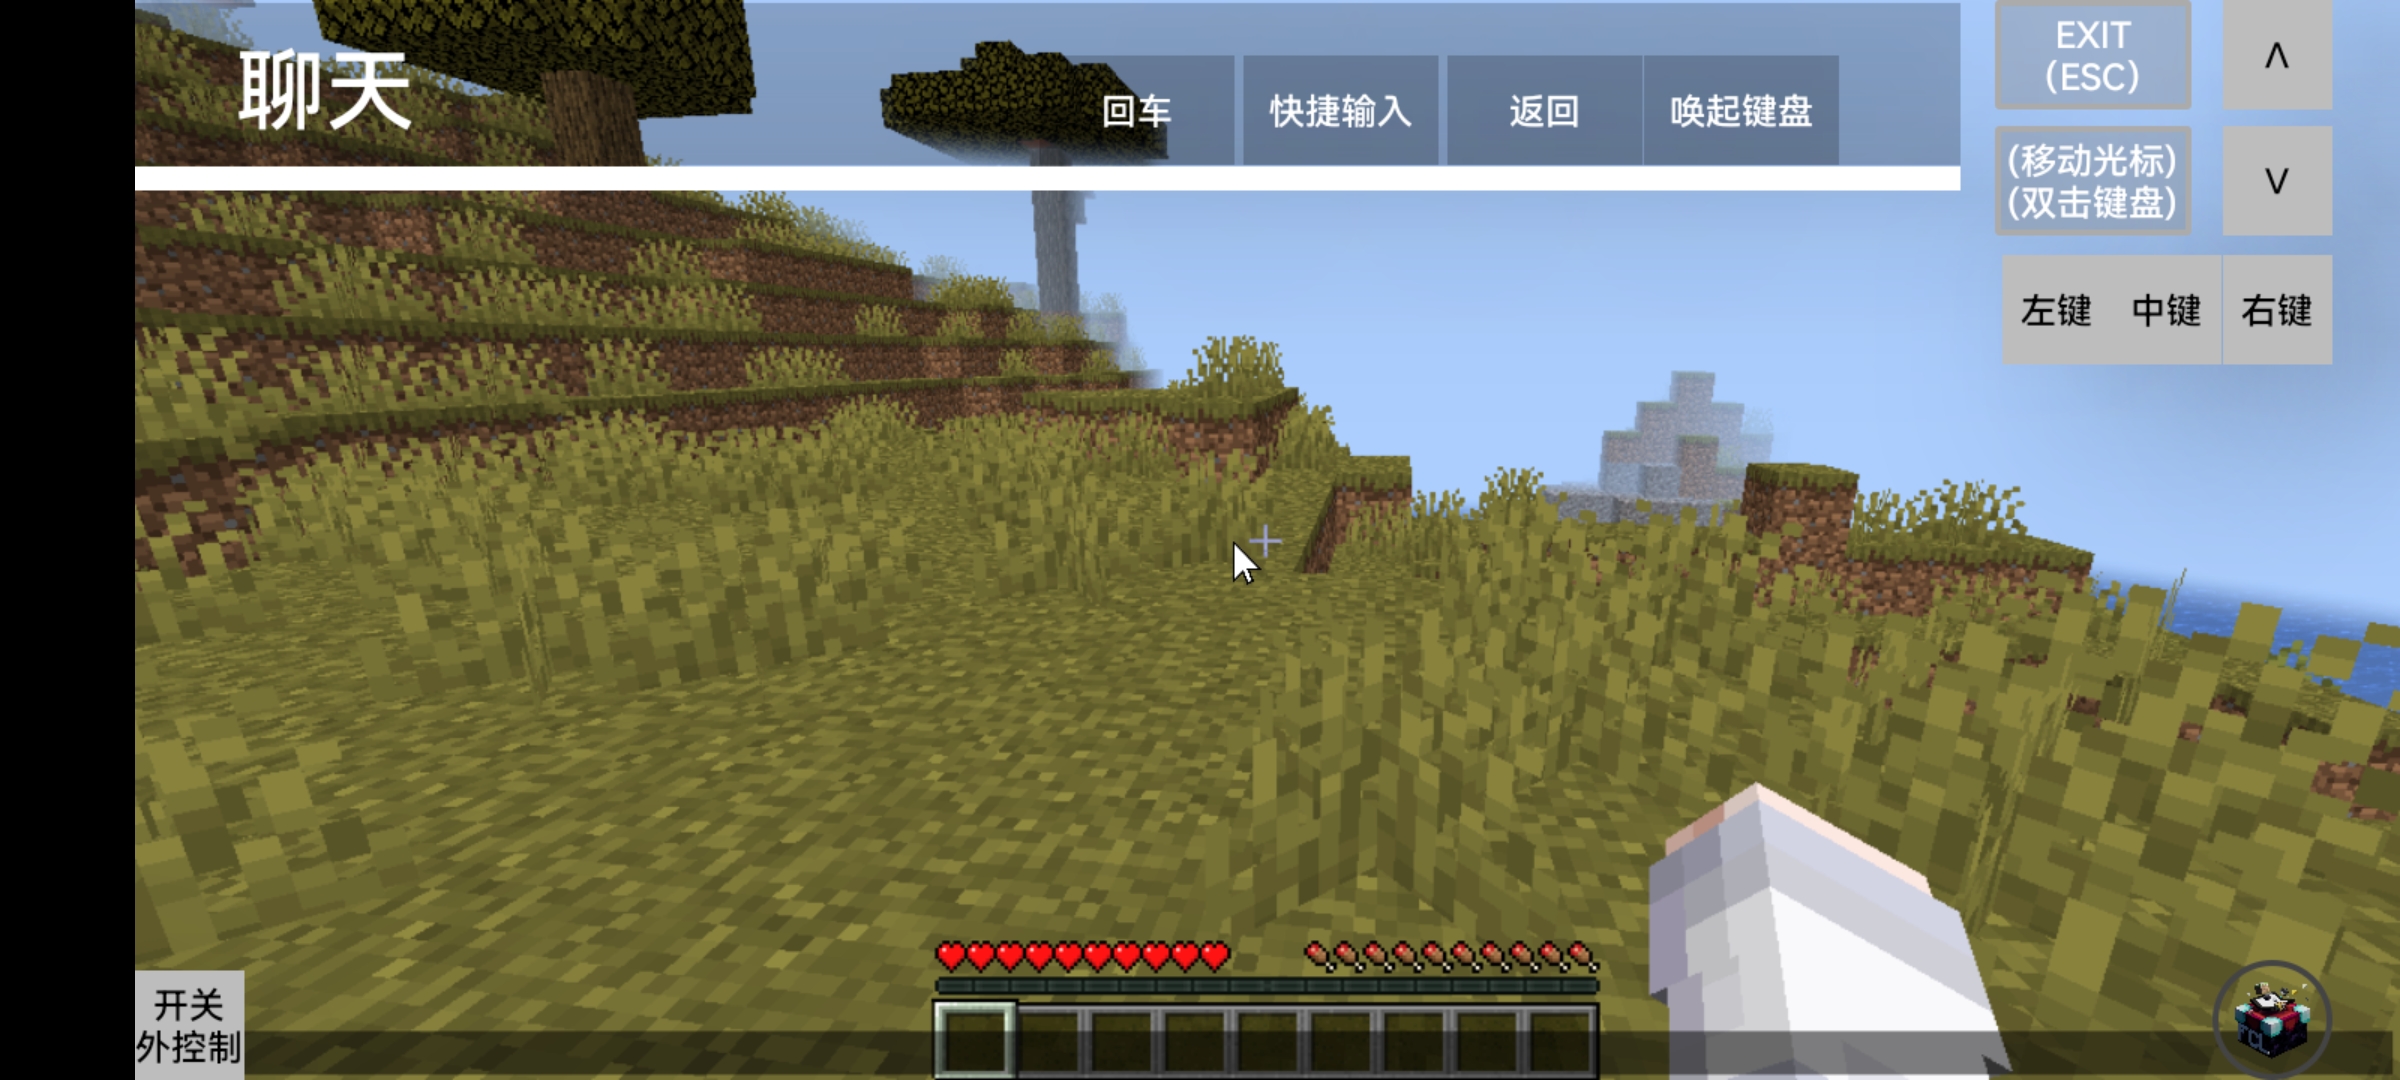 聊天
回车
快捷输入
返回
唤起键盘
EXIT
(ESC)
∧
(移动光标)
(双击键盘)
∨
左键
中键
右键
开关
外控制
FCL